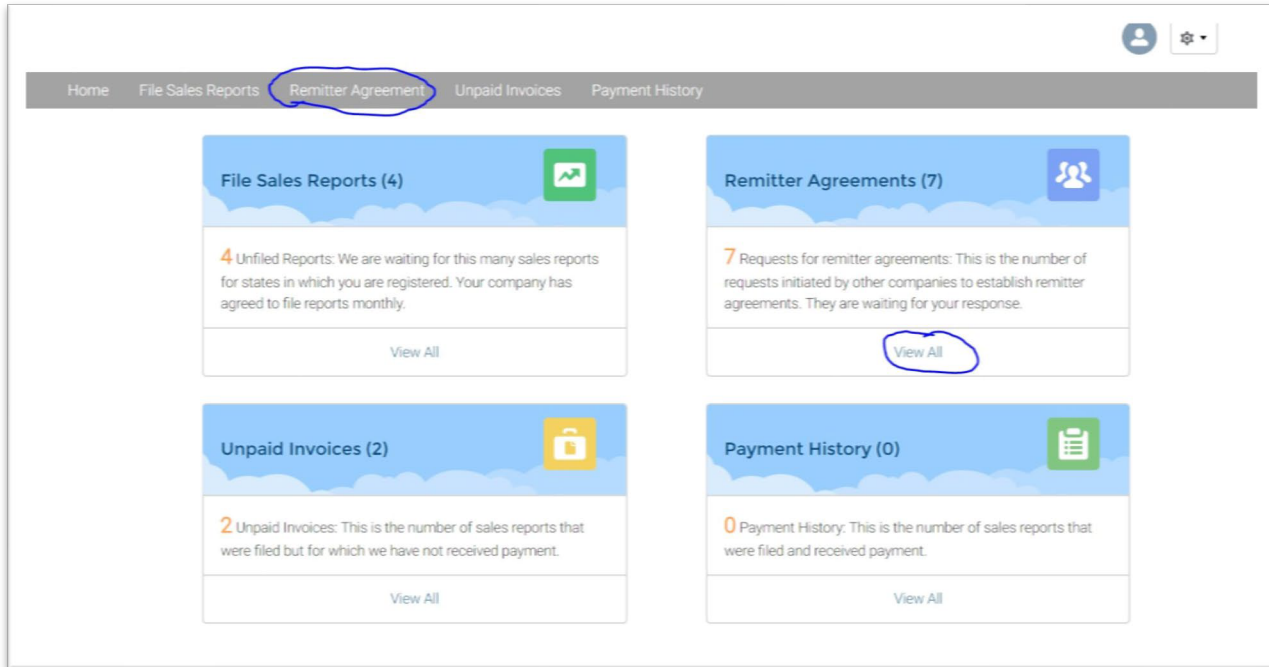 Home File Sales Reports Remitter Agreement Unpaid Invoices Payment History
File Sales Reports (4)
4 Unfiled Reports: We are waiting for this many sales reports
for states in which you are registered. Your company has
agreed to file reports monthly.
View All
Remitter Agreements (7)
7 Requests for remitter agreements: This is the number of
requests initiated by other companies to establish remitter
agreements. They are waiting for your response.
View All
Unpaid Invoices (2)
2 Unpaid Invoices: This is the number of sales reports that
were filed but for which we have not received payment.
View All
Payment History (0)
0 Payment History: This is the number of sales reports that
were filed and received payment.
View All